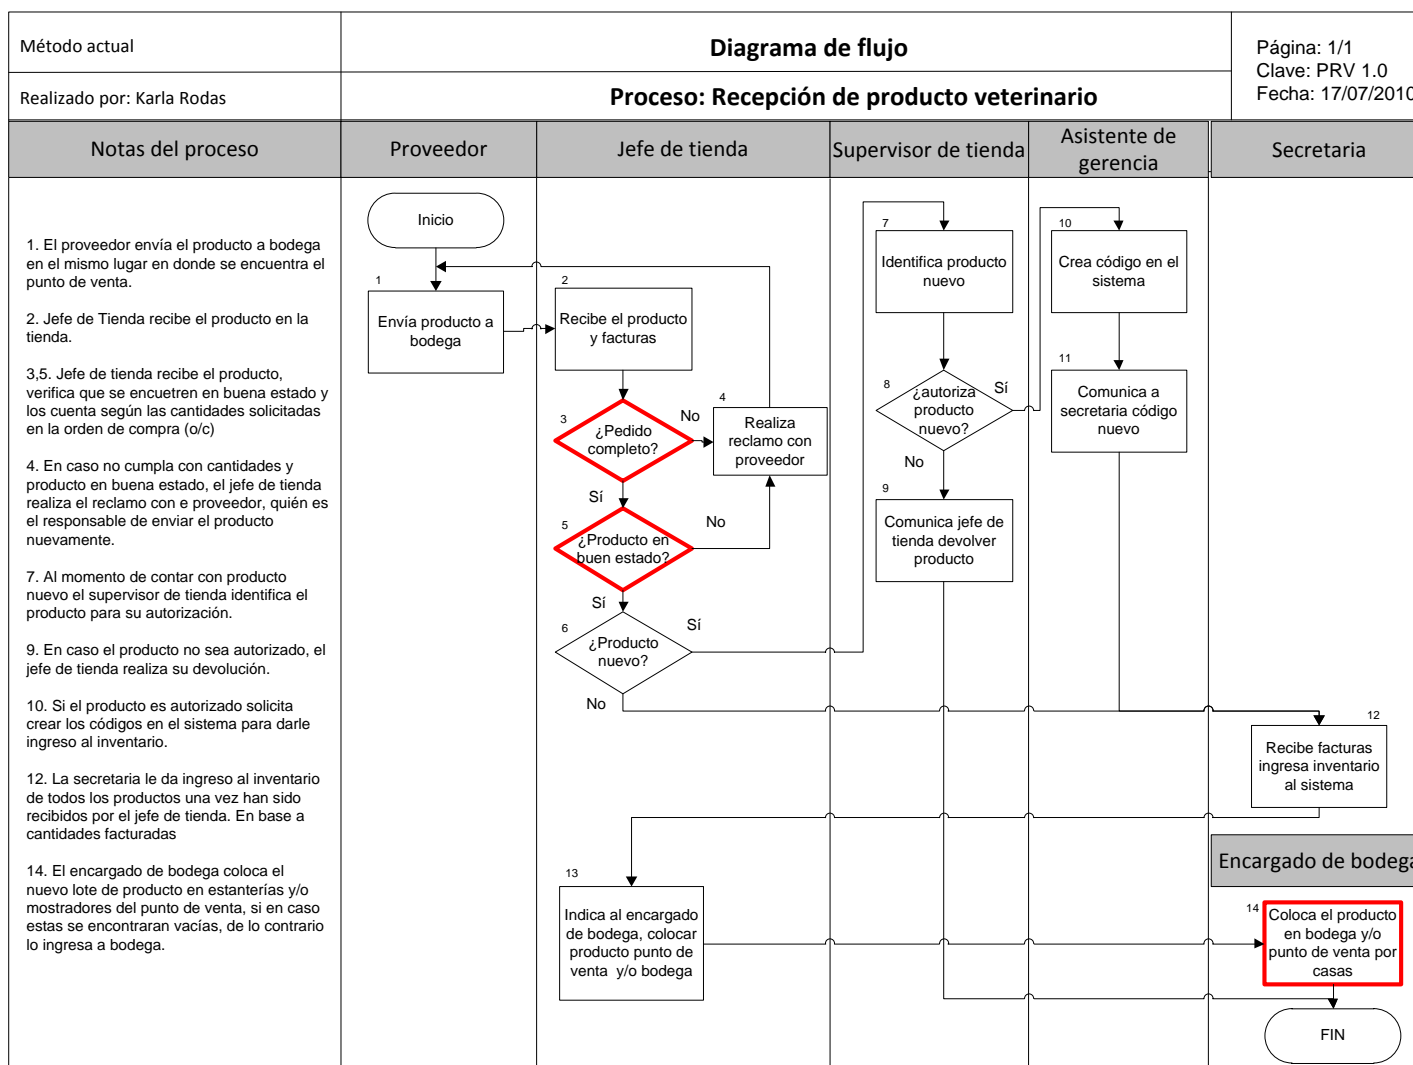 Método actual
Diagrama de flujo
Página: 1/1
Clave: PRV 1.0
Fecha: 17/07/2010
Realizado por: Karla Rodas
Proceso: Recepción de producto veterinario
Notas del proceso
Proveedor
Jefe de tienda
Supervisor de tienda
Asistente de
gerencia
Secretaria
1. El proveedor envía el producto a bodega
en el mismo lugar en donde se encuentra el
punto de venta.
2. Jefe de Tienda recibe el producto en la
tienda.
3,5. Jefe de tienda recibe el producto,
verifica que se encuetren en buena estado y
los cuenta según las cantidades solicitadas
en la orden de compra (o/c)
4. En caso no cumpla con cantidades y
producto en buena estado, el jefe de tienda
realiza el reclamo con e proveedor, quién es
el responsable de enviar el producto
nuevamente.
7. Al momento de contar con producto
nuevo el supervisor de tienda identifica el
producto para su autorización.
9. En caso el producto no sea autorizado, el
jefe de tienda realiza su devolución.
10. Si el producto es autorizado solicita
crear los códigos en el sistema para darle
ingreso al inventario.
12. La secretaria le da ingreso al inventario
de todos los productos una vez han sido
recibidos por el jefe de tienda. En base a
cantidades facturadas
14. El encargado de bodega coloca el
nuevo lote de producto en estanterías y/o
mostradores del punto de venta, si en caso
estas se encontraran vacías, de lo contrario
lo ingresa a bodega.
Inicio
1
Envía producto a
bodega
2
Recibe el producto
y facturas
3
¿Pedido
completo?
No
Sí
4
Realiza
reclamo con
proveedor
5
¿Producto en
buen estado?
No
Sí
6
¿Producto
nuevo?
Sí
No
7
Identifica producto
nuevo
8
¿autoriza
producto
nuevo?
Sí
No
9
Comunica jefe de
tienda devolver
producto
10
Crea código en el
sistema
11
Comunica a
secretaria código
nuevo
12
Recibe facturas
ingresa inventario
al sistema
13
Indica al encargado
de bodega, colocar
producto punto de
venta y/o bodega
Encargado de bodega
14
Coloca el producto
en bodega y/o
punto de venta por
casas
FIN